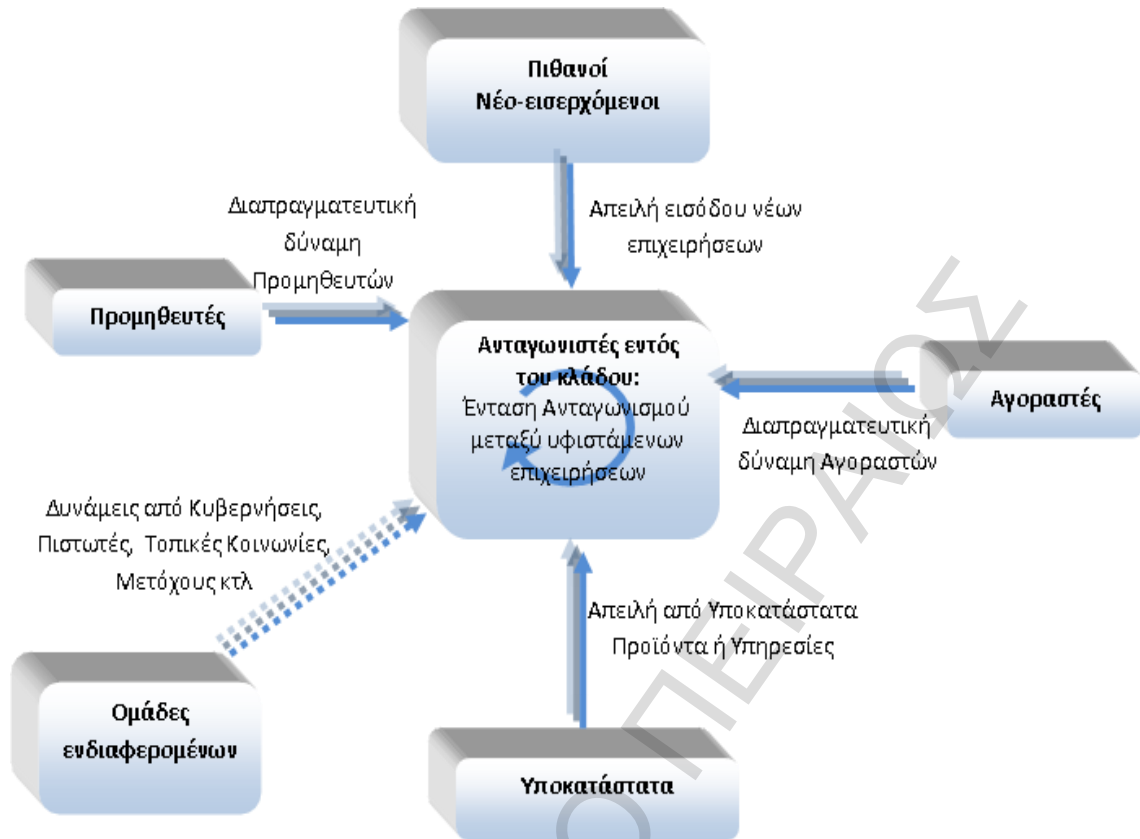 Πιθανοί
Νέο-εισερχόμενοι
Διαπραγματευτική
δύναμη
Προμηθευτών
Απειλή εισόδου νέων
επιχειρήσεων
Προμηθευτές
Ανταγωνιστές εντός
του κλάδου:
Ένταση Ανταγωνισμού
μεταξύ υφιστάμενων
επιχειρήσεων
Αγοραστές
Διαπραγματευτική
δύναμη Αγοραστών
Δυνάμεις από Κυβερνήσεις,
Πιστωτές, Τοπικές Κοινωνίες,
Μετόχους κτλ
Απειλή από Υποκατάστατα
Προϊόντα ή Υπηρεσίες
Ομάδες
ενδιαφερομένων
Υποκατάστατα
Ο ΠΕΙΡΑΙΩΣ